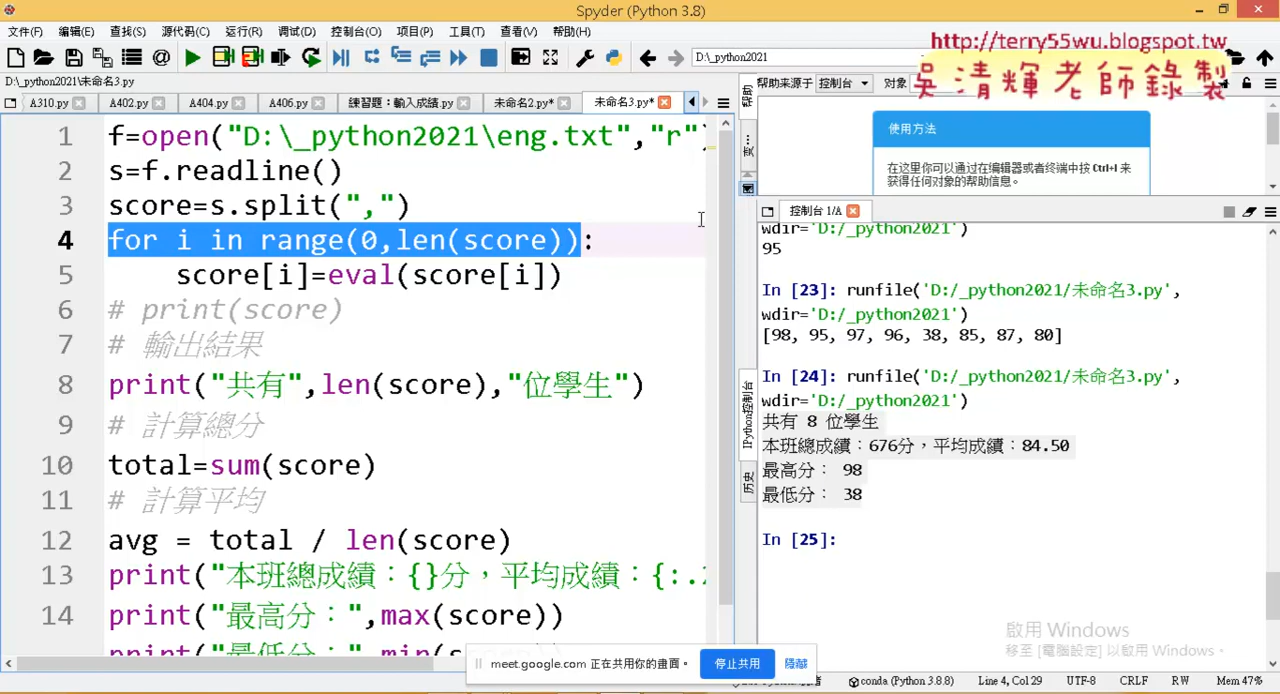 Spyder (Python 3.8)
文件(F) 编辑(E) 查找(S) 源代码(C) 运行(R) 调试(D) 控制台(O) 项目(P) 工具(T) 查看(V) 帮助(H)
D:\_python2021
http://terry55wu.blogspot.tw
吳清輝老師錄製
D:\_python2021\未命名3.py
A310.py A402.py A404.py A406.py 練習題：輸入成績.py 未命名2.py* 未命名3.py*
帮助来源于 控制台 对象
使用方法
在这里你可以通过在编辑器或者终端中按 Ctrl+I 来
获得任何对象的帮助信息。
1 f=open("D:\_python2021\eng.txt","r")
2 s=f.readline()
3 score=s.split(",")
4 for i in range(0,len(score)):
5 score[i]=eval(score[i])
6 # print(score)
7 # 輸出結果
8 print("共有",len(score),"位學生")
9 # 計算總分
10 total=sum(score)
11 # 計算平均
12 avg = total / len(score)
13 print("本班總成績：{}分，平均成績：{:.
14 print("最高分：",max(score))
print("最低分：",min(
控制台 1/A
wdir='D:/_python2021')
95
In [23]: runfile('D:/_python2021/未命名3.py',
wdir='D:/_python2021')
[98, 95, 97, 96, 38, 85, 87, 80]
In [24]: runfile('D:/_python2021/未命名3.py',
wdir='D:/_python2021')
共有 8 位學生
本班總成績：676分，平均成績：84.50
最高分： 98
最低分： 38
In [25]:
IPython控制台
历史
啟用 Windows
移至 [電腦設定] 以啟用 Windows。
meet.google.com 正在共用你的畫面。 停止共用 隱藏
conda (Python 3.8.8) Line 4, Col 29 UTF-8 CRLF RW Mem 47%